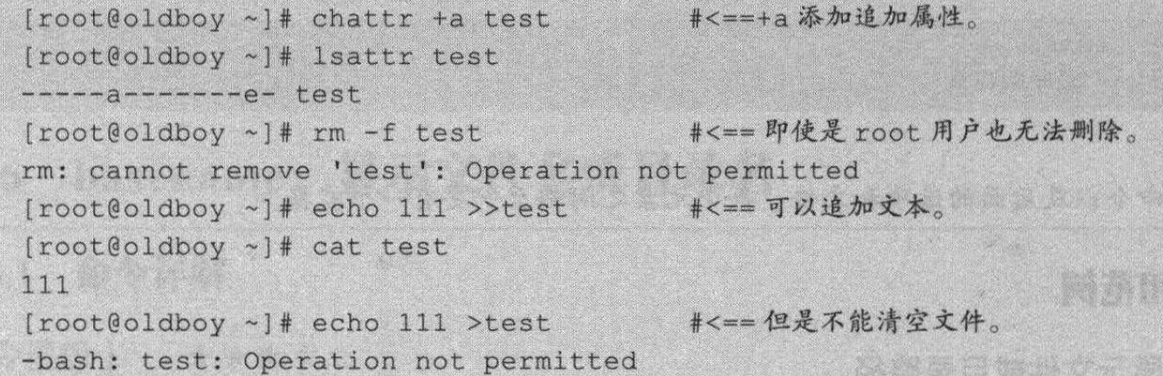 [root@oldboy ~]# chattr +a test #<==+a 添加追加属性。
[root@oldboy ~]# lsattr test
-----a-------e- test
[root@oldboy ~]# rm -f test #<== 即使是 root 用户也无法删除。
rm: cannot remove 'test': Operation not permitted
[root@oldboy ~]# echo 111 >>test #<== 可以追加文本。
[root@oldboy ~]# cat test
111
[root@oldboy ~]# echo 111 >test #<== 但是不能清空文件。
-bash: test: Operation not permitted